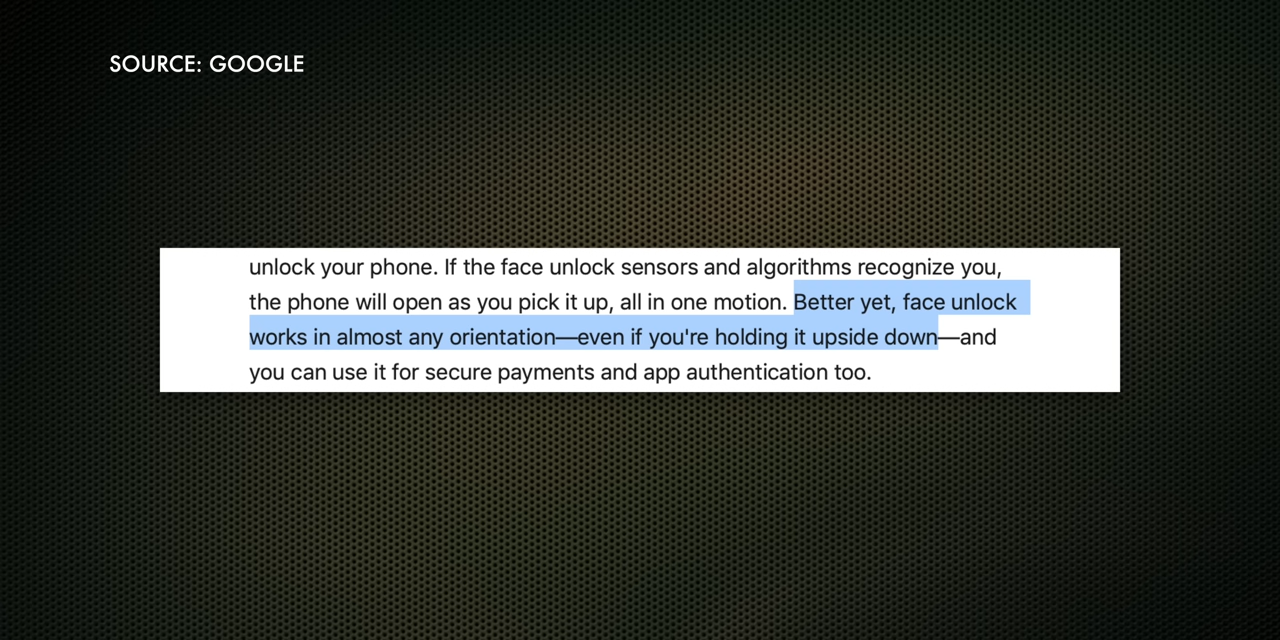 SOURCE: GOOGLE
unlock your phone. If the face unlock sensors and algorithms recognize you,
the phone will open as you pick it up, all in one motion. Better yet, face unlock
works in almost any orientation—even if you're holding it upside down—and
you can use it for secure payments and app authentication too.